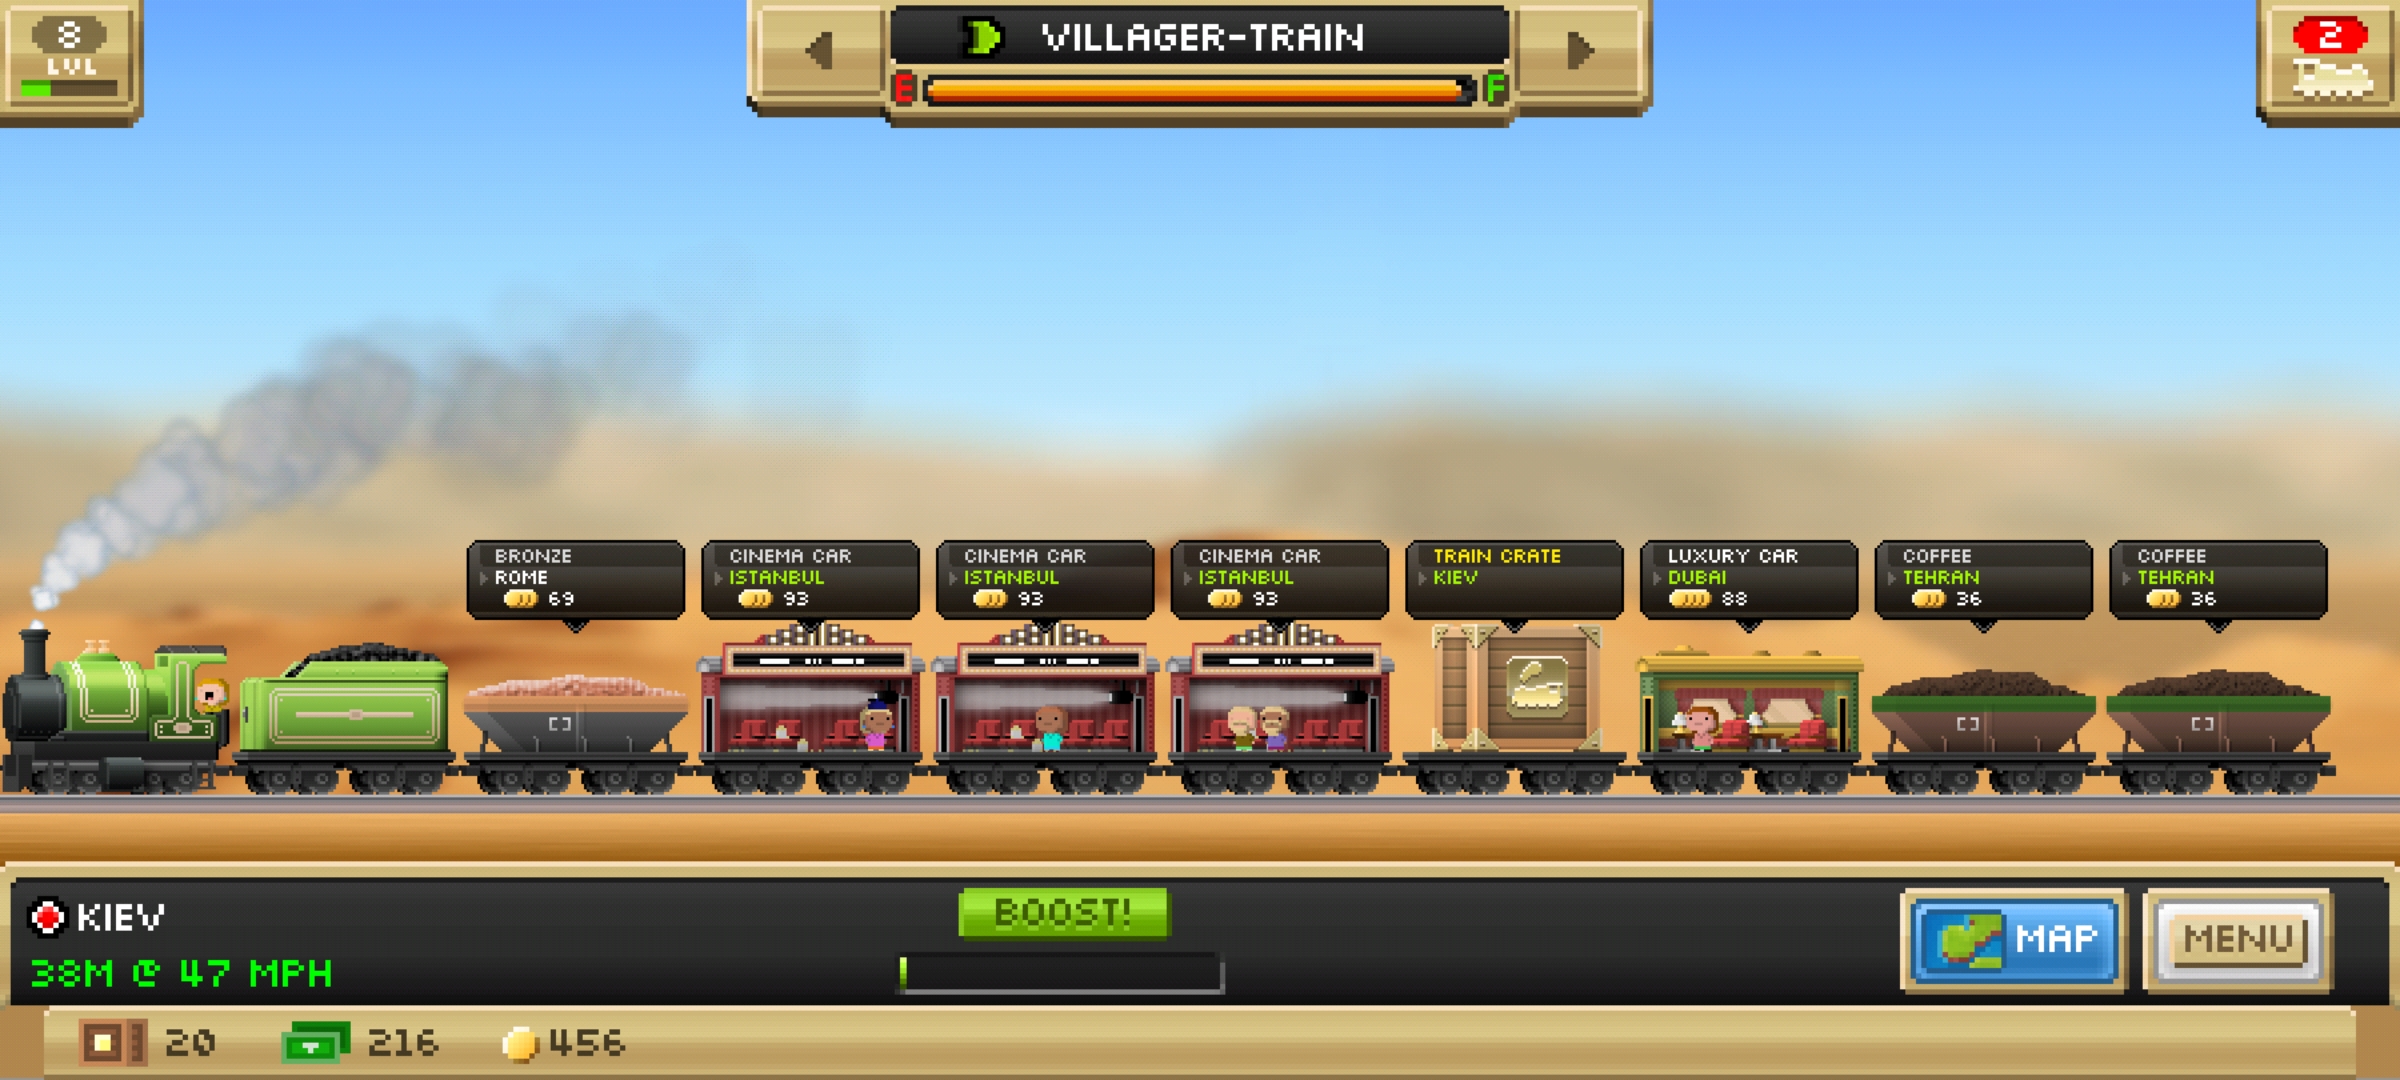 8
LVL
VILLAGER-TRAIN
E F
2
BRONZE
ROME
69
CINEMA CAR
ISTANBUL
93
CINEMA CAR
ISTANBUL
93
CINEMA CAR
ISTANBUL
93
TRAIN CRATE
KIEV
LUXURY CAR
DUBAI
88
COFFEE
TEHRAN
36
COFFEE
TEHRAN
36
KIEV
38M @ 47 MPH
BOOST!
MAP
MENU
20 216 456